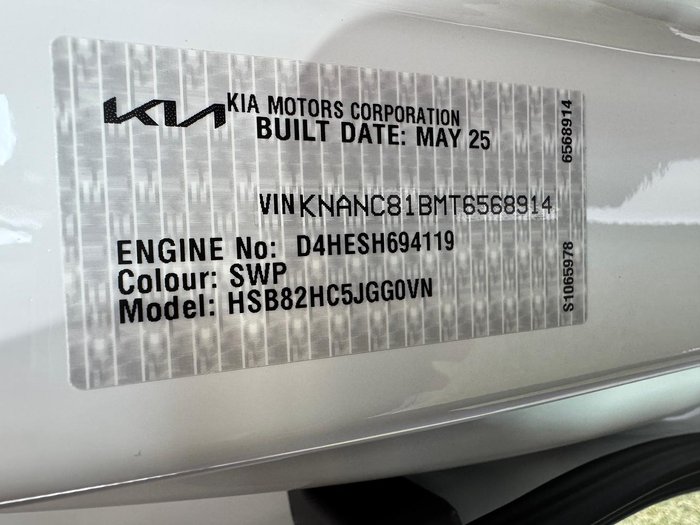 KIA KIA MOTORS CORPORATION
BUILT DATE: MAY 25
VIN KNANC81BMT6568914
ENGINE No: D4HESH694119
Colour: SWP
Model: HSB82HC5JGG0VN
6568914
S1065978